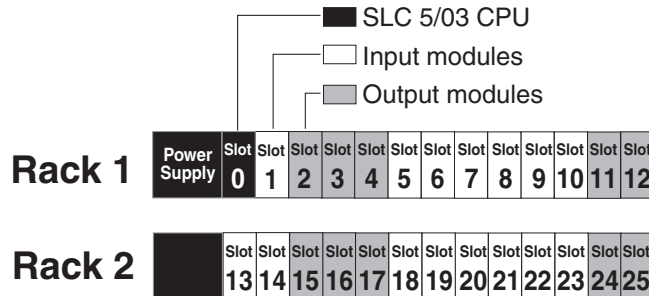 SLC 5/03 CPU
Input modules
Output modules
Rack 1
Power Supply
Slot 0
Slot 1
Slot 2
Slot 3
Slot 4
Slot 5
Slot 6
Slot 7
Slot 8
Slot 9
Slot 10
Slot 11
Slot 12
Rack 2
Slot 13
Slot 14
Slot 15
Slot 16
Slot 17
Slot 18
Slot 19
Slot 20
Slot 21
Slot 22
Slot 23
Slot 24
Slot 25